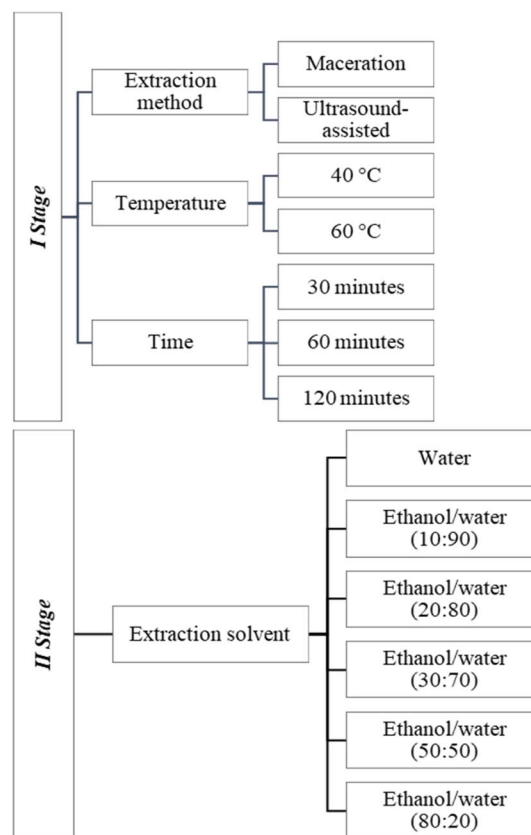 I Stage
Extraction
method
Maceration
Ultrasound-
assisted
Temperature
40 °C
60 °C
Time
30 minutes
60 minutes
120 minutes
II Stage
Extraction solvent
Water
Ethanol/water
(10:90)
Ethanol/water
(20:80)
Ethanol/water
(30:70)
Ethanol/water
(50:50)
Ethanol/water
(80:20)